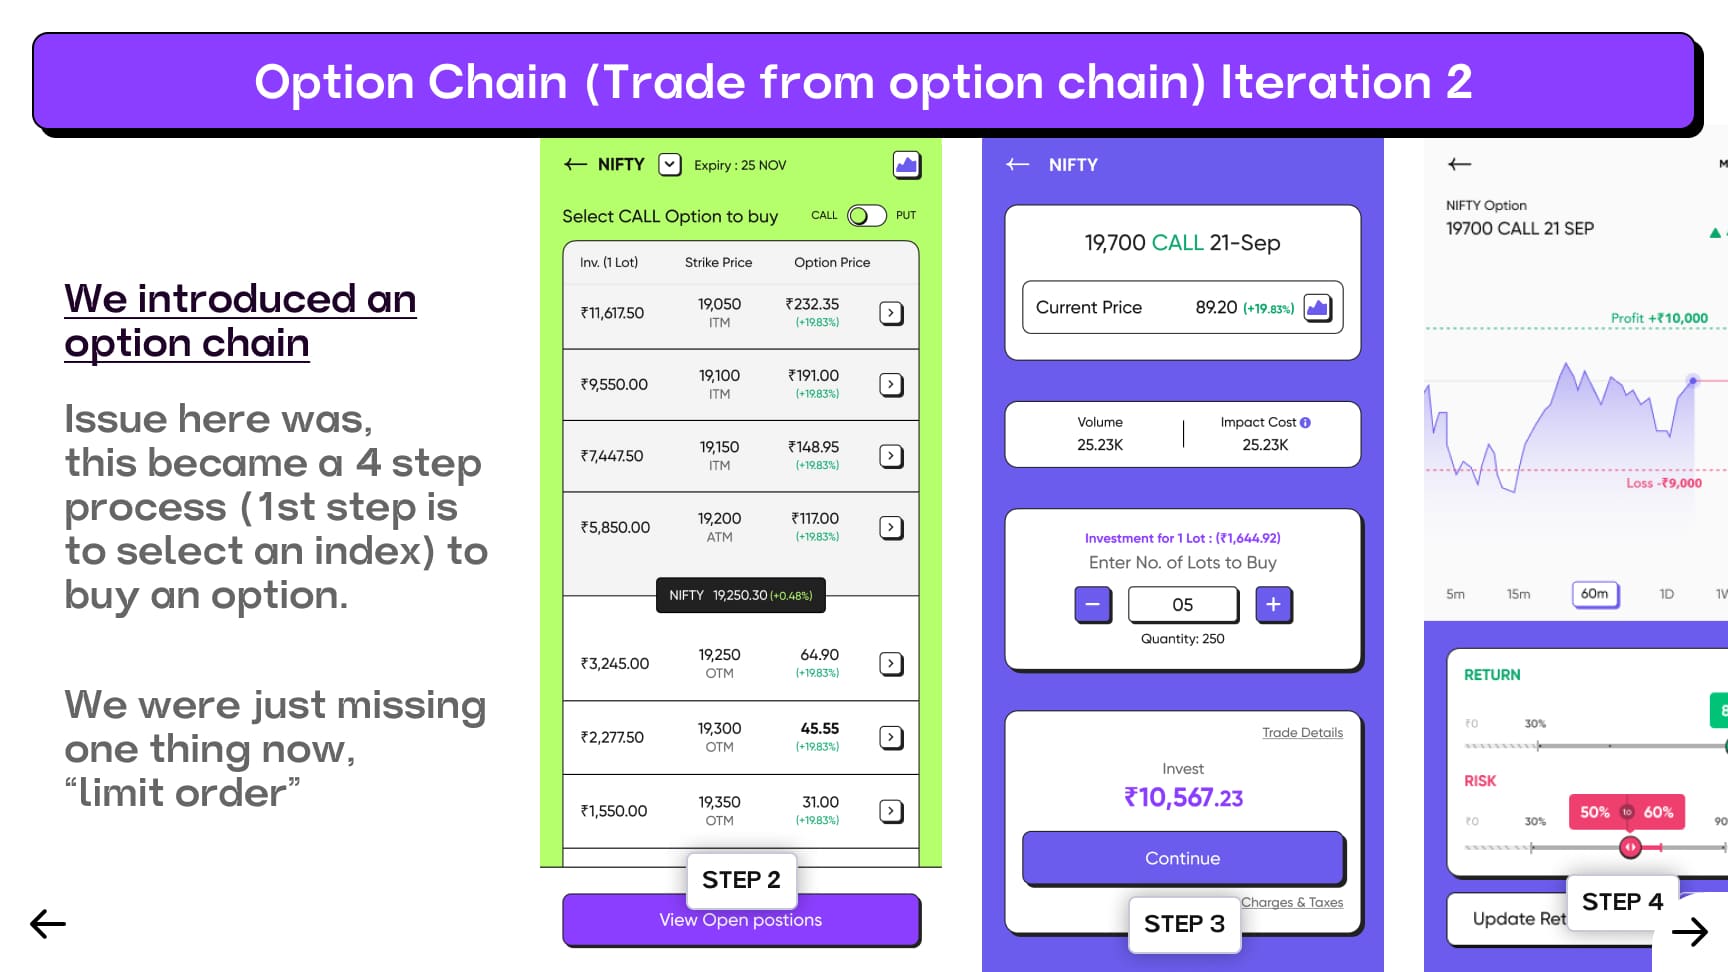 Option Chain (Trade from option chain) Iteration 2
We introduced an
option chain
Issue here was,
this became a 4 step
process (1st step is
to select an index) to
buy an option.
We were just missing
one thing now,
“limit order”
NIFTY Expiry : 25 NOV
Select CALL Option to buy CALL PUT
Inv. (1 Lot) Strike Price Option Price
₹11,617.50 19,050 ₹232.35
ITM (+19.83%)
₹9,550.00 19,100 ₹191.00
ITM (+19.83%)
₹7,447.50 19,150 ₹148.95
ITM (+19.83%)
₹5,850.00 19,200 ₹117.00
ATM (+19.83%)
NIFTY 19,250.30 (+0.48%)
₹3,245.00 19,250 64.90
OTM (+19.83%)
₹2,277.50 19,300 45.55
OTM (+19.83%)
₹1,550.00 19,350 31.00
OTM (+19.83%)
STEP 2
View Open postions
NIFTY
19,700 CALL 21-Sep
Current Price 89.20 (+19.83%)
Volume Impact Cost
25.23K 25.23K
Investment for 1 Lot : (₹1,644.92)
Enter No. of Lots to Buy
05
Quantity: 250
Trade Details
Invest
₹10,567.23
Continue
Charges & Taxes
STEP 3
NIFTY Option
19700 CALL 21 SEP
Profit +₹10,000
Loss -₹9,000
5m 15m 60m 1D
RETURN
₹0 30%
RISK
50% to 60%
₹0 30% 90
STEP 4
Update Ret